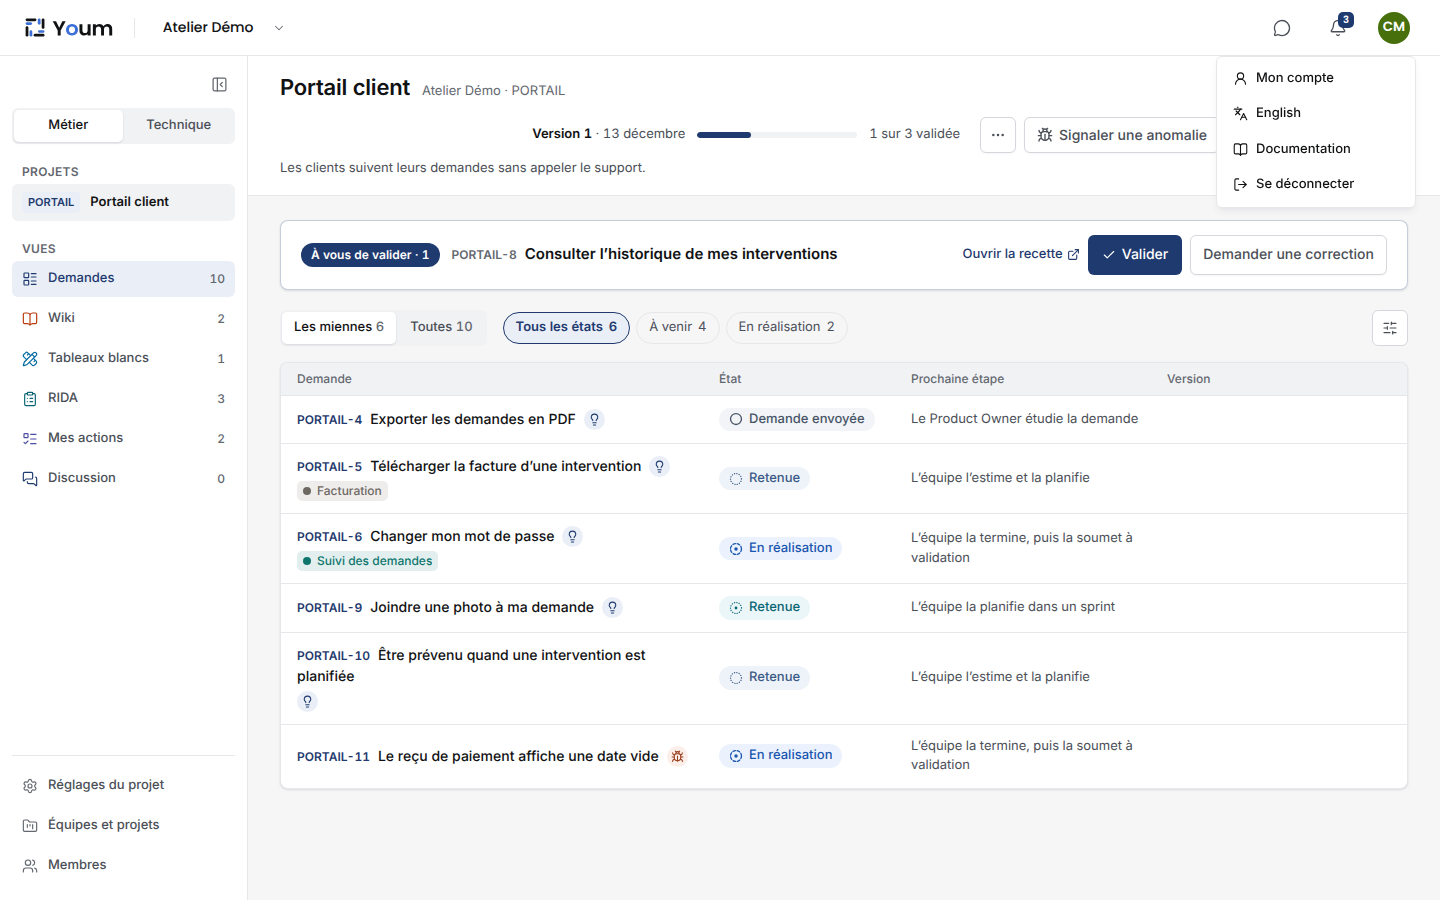 Youm
Atelier Démo
3
CM
Mon compte
English
Documentation
Se déconnecter
Métier
Technique
PROJETS
PORTAIL Portail client
VUES
Demandes 10
Wiki 2
Tableaux blancs 1
RIDA 3
Mes actions 2
Discussion 0
Réglages du projet
Équipes et projets
Membres
Portail client Atelier Démo · PORTAIL
Version 1 · 13 décembre
1 sur 3 validée
Signaler une anomalie
Les clients suivent leurs demandes sans appeler le support.
À vous de valider · 1 PORTAIL-8 Consulter l’historique de mes interventions
Ouvrir la recette
Valider
Demander une correction
Les miennes 6
Toutes 10
Tous les états 6
À venir 4
En réalisation 2
Demande État Prochaine étape Version
PORTAIL-4 Exporter les demandes en PDF
Demande envoyée
Le Product Owner étudie la demande
PORTAIL-5 Télécharger la facture d’une intervention
Facturation
Retenue
L’équipe l’estime et la planifie
PORTAIL-6 Changer mon mot de passe
Suivi des demandes
En réalisation
L’équipe la termine, puis la soumet à
validation
PORTAIL-9 Joindre une photo à ma demande
Retenue
L’équipe la planifie dans un sprint
PORTAIL-10 Être prévenu quand une intervention est
planifiée
Retenue
L’équipe l’estime et la planifie
PORTAIL-11 Le reçu de paiement affiche une date vide
En réalisation
L’équipe la termine, puis la soumet à
validation